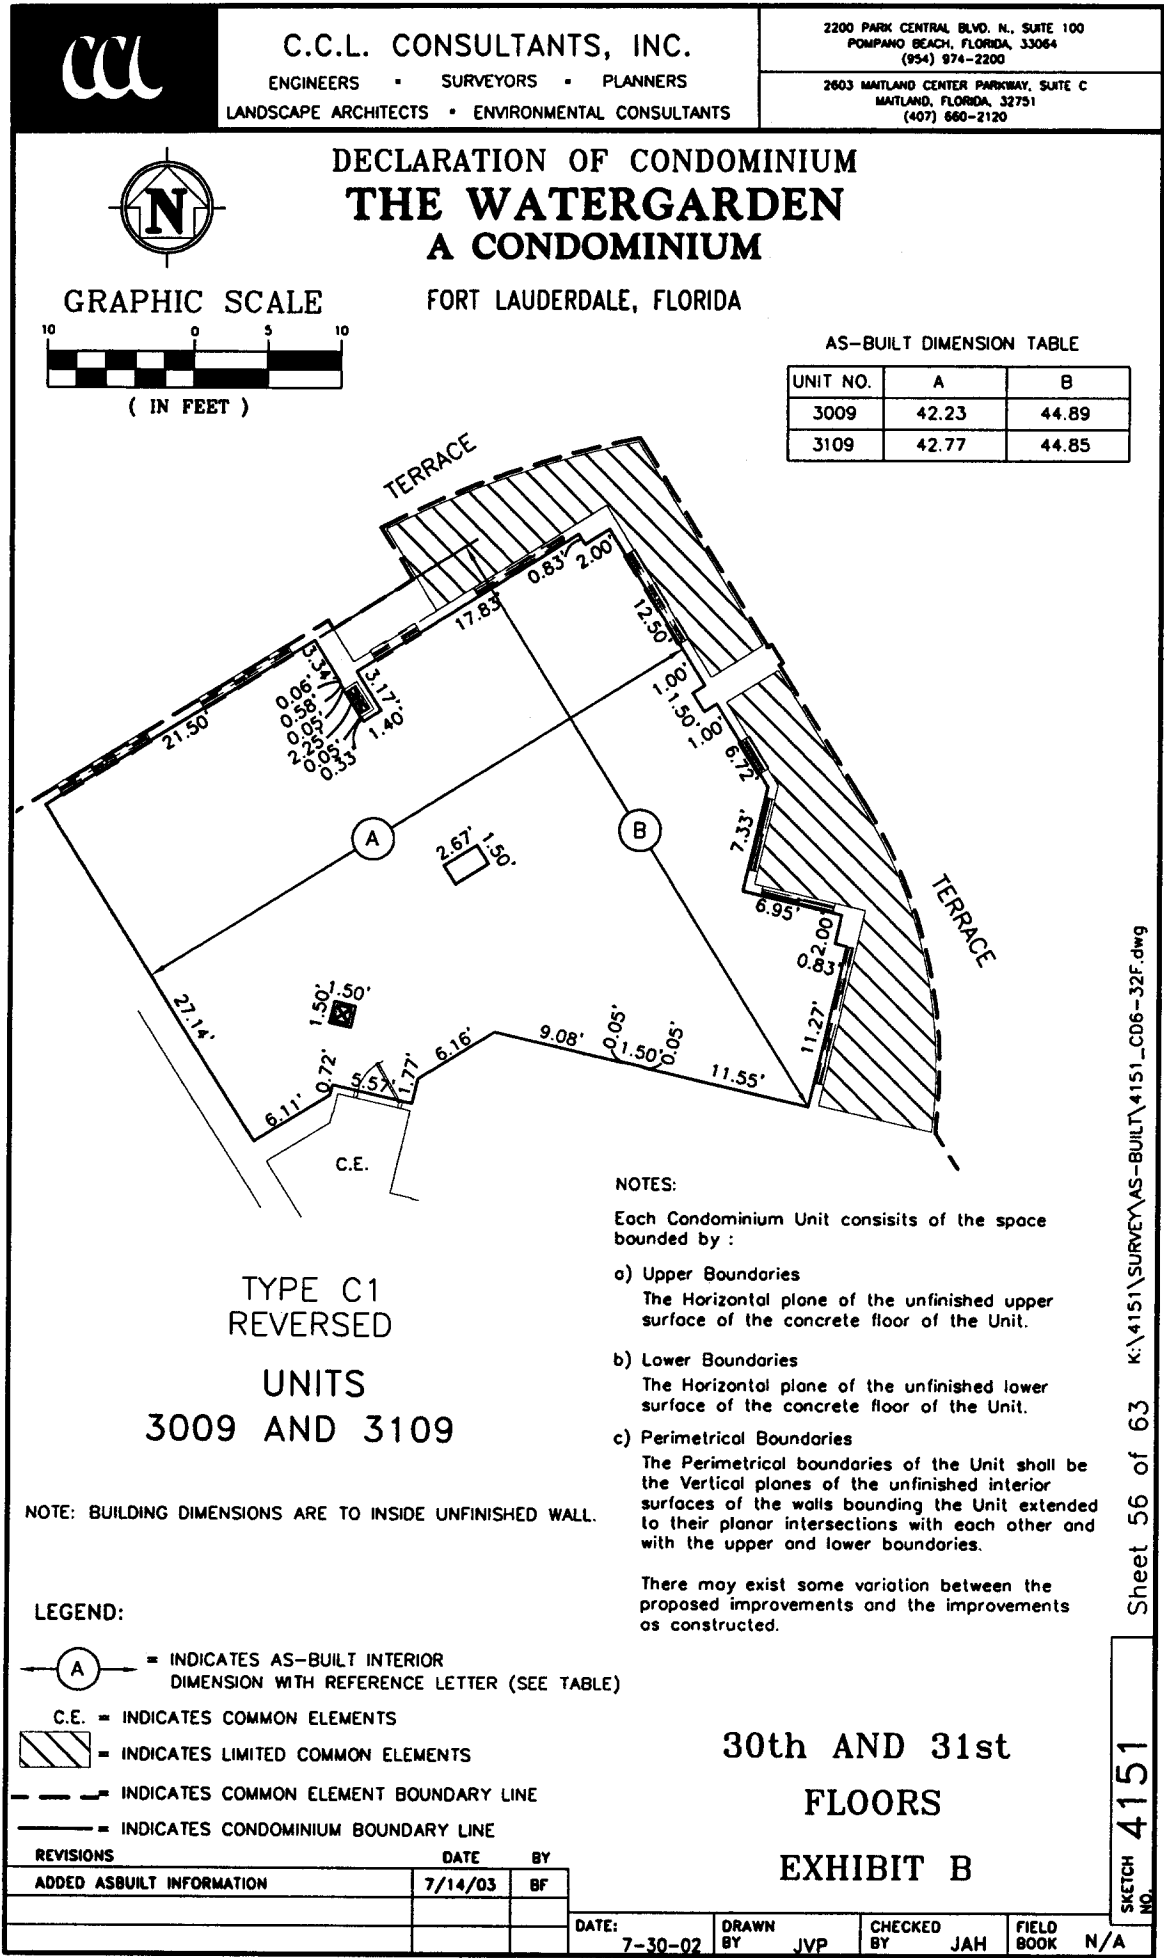 CCL
C.C.L. CONSULTANTS, INC.
ENGINEERS ▪ SURVEYORS ▪ PLANNERS
LANDSCAPE ARCHITECTS ▪ ENVIRONMENTAL CONSULTANTS
2200 PARK CENTRAL BLVD. N., SUITE 100
POMPANO BEACH, FLORIDA, 33064
(954) 974-2200
2603 MAITLAND CENTER PARKWAY, SUITE C
MAITLAND, FLORIDA, 32751
(407) 660-2120
DECLARATION OF CONDOMINIUM
THE WATERGARDEN
A CONDOMINIUM
FORT LAUDERDALE, FLORIDA
N
GRAPHIC SCALE
10 0 5 10
( IN FEET )
AS-BUILT DIMENSION TABLE
UNIT NO. A B
3009 42.23 44.89
3109 42.77 44.85
TERRACE
0.83'
2.00'
17.83'
12.50'
3.34'
3.17'
1.40'
0.06'
0.58'
0.05'
2.25'
0.05'
0.33'
21.50'
1.00'
1.50'
1.00'
6.72'
7.33'
A
B
2.67'
1.50'
6.95'
2.00'
0.83'
TERRACE
27.14'
1.50'
1.50'
11.27'
9.08'
0.05'
1.50'
0.05'
11.55'
6.16'
1.77'
5.57'
0.72'
6.11'
C.E.
TYPE C1
REVERSED
UNITS
3009 AND 3109
NOTE: BUILDING DIMENSIONS ARE TO INSIDE UNFINISHED WALL.
NOTES:
Each Condominium Unit consisits of the space
bounded by :
a) Upper Boundaries
The Horizontal plane of the unfinished upper
surface of the concrete floor of the Unit.
b) Lower Boundaries
The Horizontal plane of the unfinished lower
surface of the concrete floor of the Unit.
c) Perimetrical Boundaries
The Perimetrical boundaries of the Unit shall be
the Vertical planes of the unfinished interior
surfaces of the walls bounding the Unit extended
to their planar intersections with each other and
with the upper and lower boundaries.
There may exist some variation between the
proposed improvements and the improvements
as constructed.
LEGEND:
A = INDICATES AS-BUILT INTERIOR
DIMENSION WITH REFERENCE LETTER (SEE TABLE)
C.E. = INDICATES COMMON ELEMENTS
= INDICATES LIMITED COMMON ELEMENTS
= INDICATES COMMON ELEMENT BOUNDARY LINE
= INDICATES CONDOMINIUM BOUNDARY LINE
30th AND 31st
FLOORS
EXHIBIT B
REVISIONS DATE BY
ADDED ASBUILT INFORMATION 7/14/03 BF
DATE: 7-30-02
DRAWN BY JVP
CHECKED BY JAH
FIELD BOOK N/A
K:\4151\SURVEY\AS-BUILT\4151_CD6-32F.dwg
Sheet 56 of 63
SKETCH NO. 4151